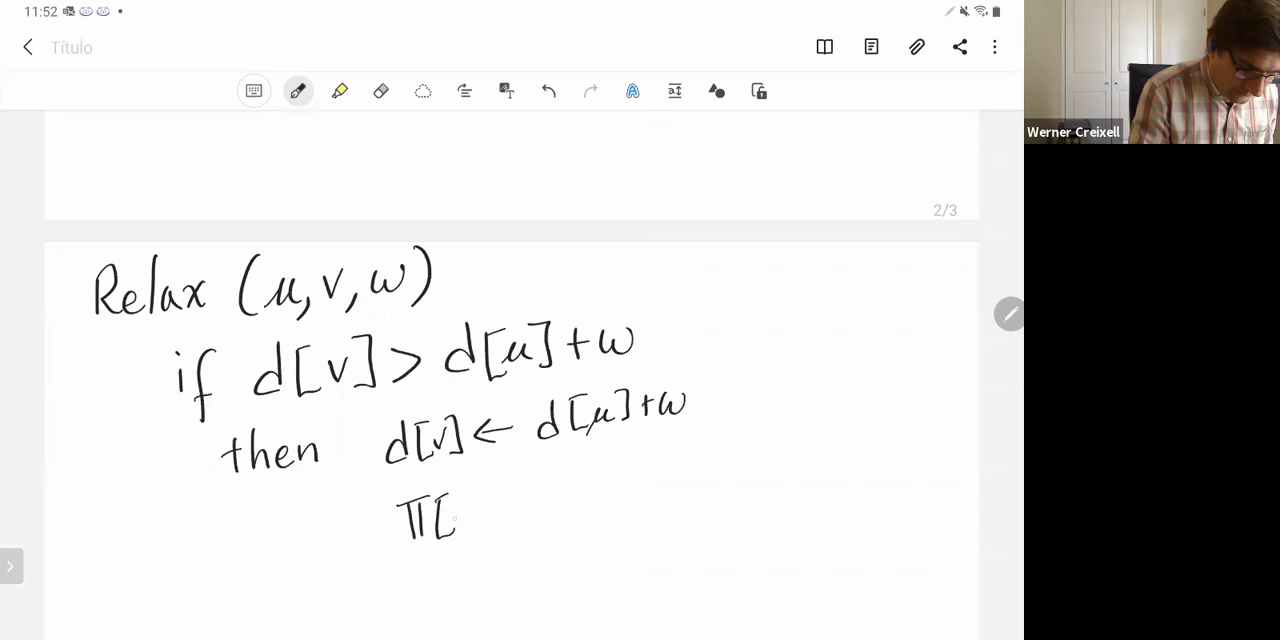 11:52
Título
2/3
Relax (u, v, w)
if d[v] > d[u] + w
then d[v] ← d[u] + w
π[
Werner Creixell